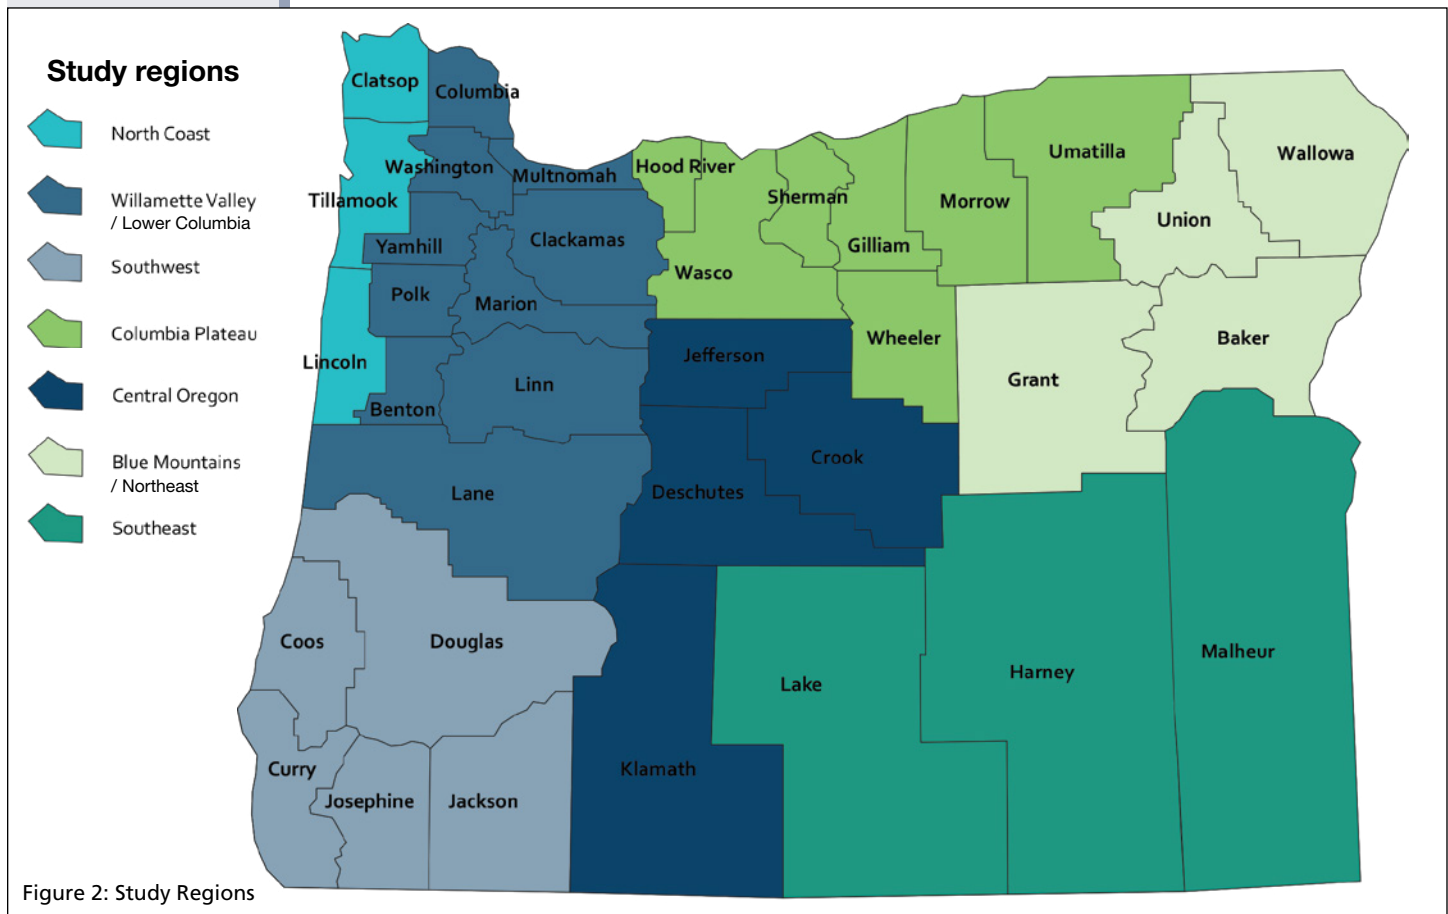 Study regions
North Coast
Willamette Valley
/ Lower Columbia
Southwest
Columbia Plateau
Central Oregon
Blue Mountains
/ Northeast
Southeast
Clatsop
Columbia
Washington
Multnomah
Hood River
Tillamook
Sherman
Umatilla
Wallowa
Morrow
Union
Yamhill
Clackamas
Gilliam
Wasco
Polk
Marion
Wheeler
Baker
Lincoln
Jefferson
Grant
Linn
Benton
Crook
Lane
Deschutes
Coos
Douglas
Malheur
Harney
Lake
Curry
Klamath
Josephine
Jackson
Figure 2: Study Regions